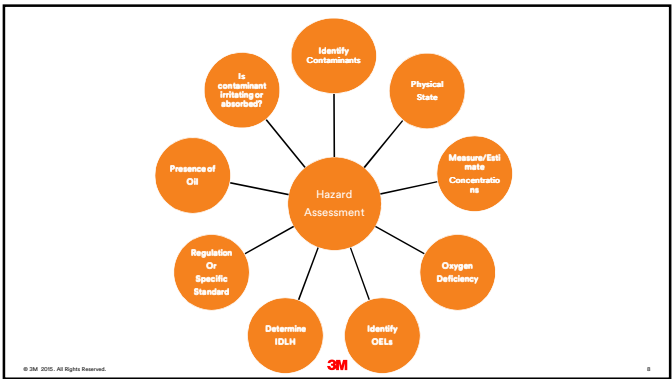 Identify
Contaminants
Physical
State
Measure/Esti
mate
Concentratio
ns
Oxygen
Deficiency
Identify
OELs
Determine
IDLH
Regulation
Or
Specific
Standard
Presence of
Oil
Is
contaminant
irritating or
absorbed?
Hazard
Assessment
© 3M 2015. All Rights Reserved.
3M
8